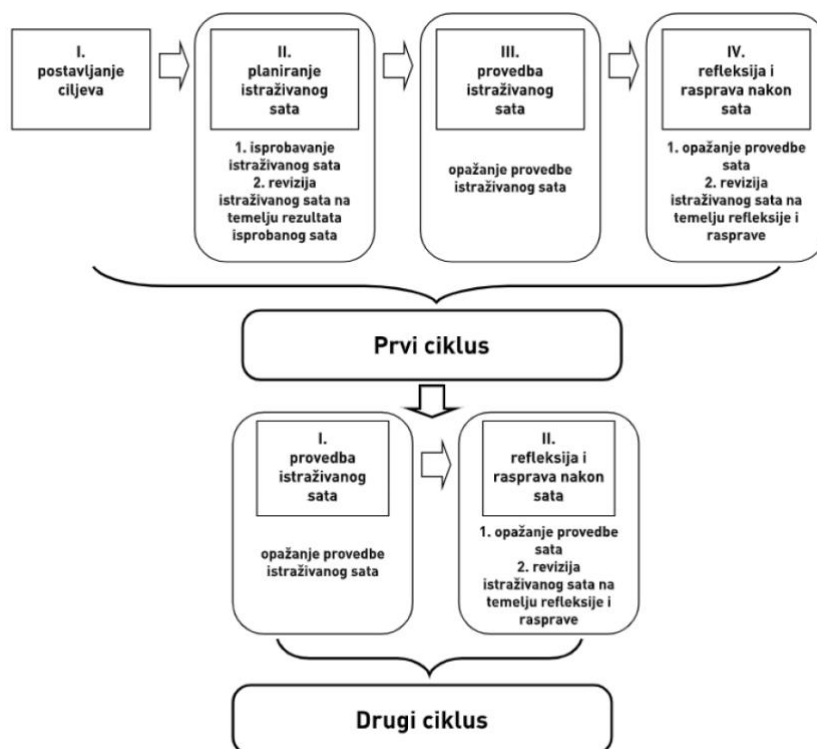 I.
postavljanje
ciljeva
II.
planiranje
istraživanog
sata
1. isprobavanje
istraživanog sata
2. revizija
istraživanog sata na
temelju rezultata
isprobanog sata
III.
provedba
istraživanog
sata
opažanje provedbe
istraživanog sata
IV.
refleksija i
rasprava nakon
sata
1. opažanje provedbe
sata
2. revizija
istraživanog sata na
temelju refleksije i
rasprave
Prvi ciklus
I.
provedba
istraživanog
sata
opažanje provedbe
istraživanog sata
II.
refleksija i
rasprava nakon
sata
1. opažanje provedbe
sata
2. revizija
istraživanog sata na
temelju refleksije i
rasprave
Drugi ciklus